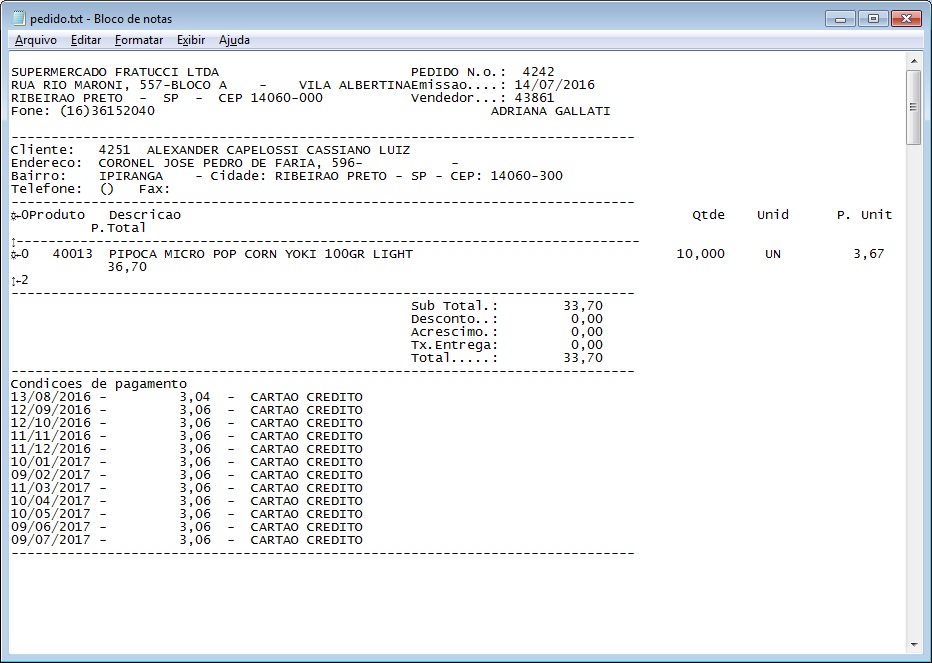 pedido.txt - Bloco de notas
Arquivo Editar Formatar Exibir Ajuda
SUPERMERCADO FRATUCCI LTDA PEDIDO N.o.: 4242
RUA RIO MARONI, 557-BLOCO A - VILA ALBERTINAEmissao....: 14/07/2016
RIBEIRAO PRETO - SP - CEP 14060-000 Vendedor...: 43861
Fone: (16)36152040 ADRIANA GALLATI
------------------------------------------------------------------------------
Cliente: 4251 ALEXANDER CAPELOSSI CASSIANO LUIZ
Endereco: CORONEL JOSE PEDRO DE FARIA, 596- -
Bairro: IPIRANGA - Cidade: RIBEIRAO PRETO - SP - CEP: 14060-300
Telefone: () Fax:
------------------------------------------------------------------------------
☼←0Produto Descricao Qtde Unid P. Unit
P.Total
↕------------------------------------------------------------------------------
☼←0 40013 PIPOCA MICRO POP CORN YOKI 100GR LIGHT 10,000 UN 3,67
36,70
↕←2
------------------------------------------------------------------------------
Sub Total.: 33,70
Desconto..: 0,00
Acrescimo.: 0,00
Tx.Entrega: 0,00
Total.....: 33,70
------------------------------------------------------------------------------
Condicoes de pagamento
13/08/2016 - 3,04 - CARTAO CREDITO
12/09/2016 - 3,06 - CARTAO CREDITO
12/10/2016 - 3,06 - CARTAO CREDITO
11/11/2016 - 3,06 - CARTAO CREDITO
11/12/2016 - 3,06 - CARTAO CREDITO
10/01/2017 - 3,06 - CARTAO CREDITO
09/02/2017 - 3,06 - CARTAO CREDITO
11/03/2017 - 3,06 - CARTAO CREDITO
10/04/2017 - 3,06 - CARTAO CREDITO
10/05/2017 - 3,06 - CARTAO CREDITO
09/06/2017 - 3,06 - CARTAO CREDITO
09/07/2017 - 3,06 - CARTAO CREDITO
------------------------------------------------------------------------------